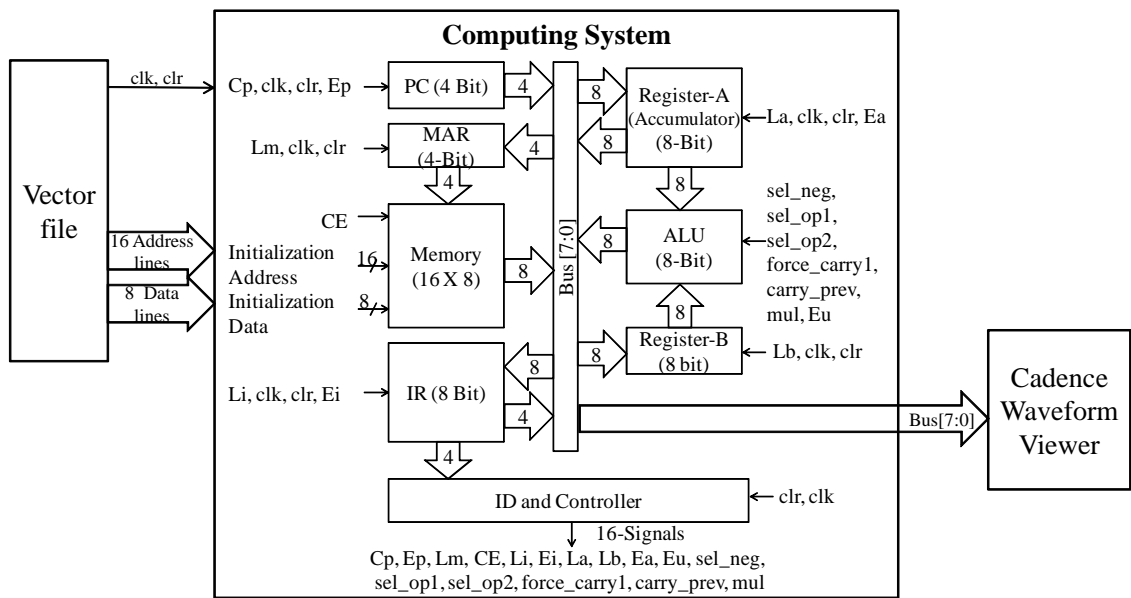 Computing System
Vector
file
clk, clr
16 Address
lines
8 Data
lines
Cp, clk, clr, Ep
PC (4 Bit)
4
Lm, clk, clr
MAR
(4-Bit)
4
4
CE
Initialization
Address
16
Initialization
Data
8
Memory
(16 X 8)
8
Li, clk, clr, Ei
IR (8 Bit)
8
4
4
Bus [7:0]
8
8
Register-A
(Accumulator)
(8-Bit)
La, clk, clr, Ea
8
8
ALU
(8-Bit)
sel_neg,
sel_op1,
sel_op2,
force_carry1,
carry_prev,
mul, Eu
8
8
Register-B
(8 bit)
Lb, clk, clr
Bus[7:0]
Cadence
Waveform
Viewer
ID and Controller
clr, clk
16-Signals
Cp, Ep, Lm, CE, Li, Ei, La, Lb, Ea, Eu, sel_neg,
sel_op1, sel_op2, force_carry1, carry_prev, mul